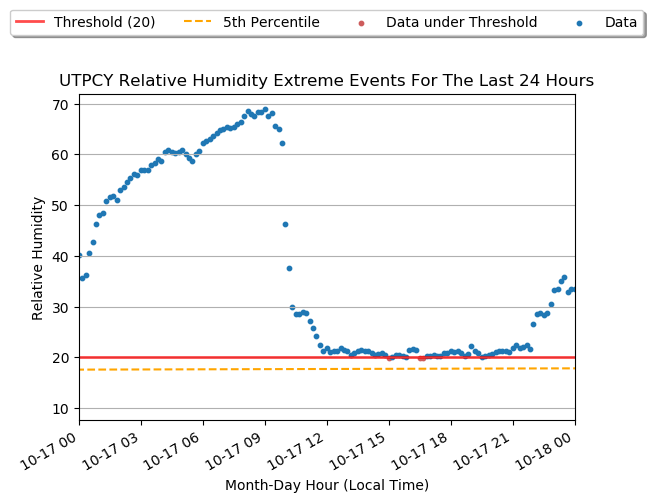 Threshold (20) 5th Percentile Data under Threshold Data
UTPCY Relative Humidity Extreme Events For The Last 24 Hours
70
60
50
40
30
20
10
Relative Humidity
10-17 00 10-17 03 10-17 06 10-17 09 10-17 12 10-17 15 10-17 18 10-17 21 10-18 00
Month-Day Hour (Local Time)